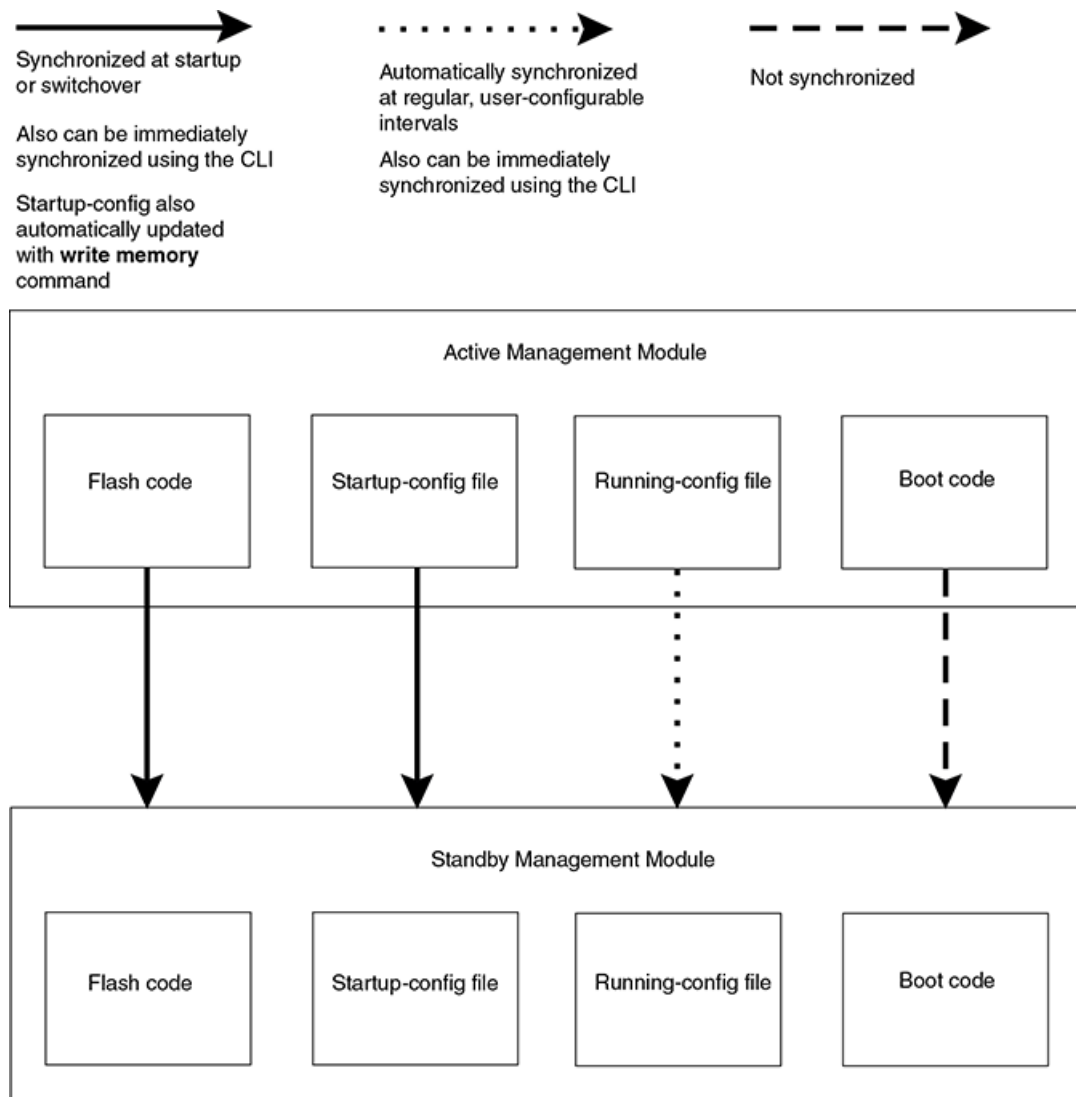 Synchronized at startup
or switchover
Also can be immediately
synchronized using the CLI
Startup-config also
automatically updated
with write memory
command
Automatically synchronized
at regular, user-configurable
intervals
Also can be immediately
synchronized using the CLI
Not synchronized
Active Management Module
Flash code
Startup-config file
Running-config file
Boot code
Standby Management Module
Flash code
Startup-config file
Running-config file
Boot code